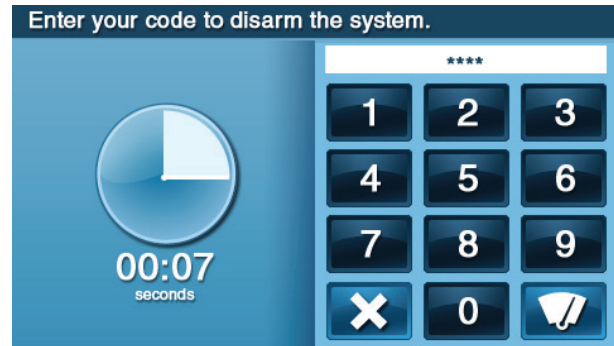 Enter your code to disarm the system.
****
1 2 3
4 5 6
7 8 9
0
00:07
seconds